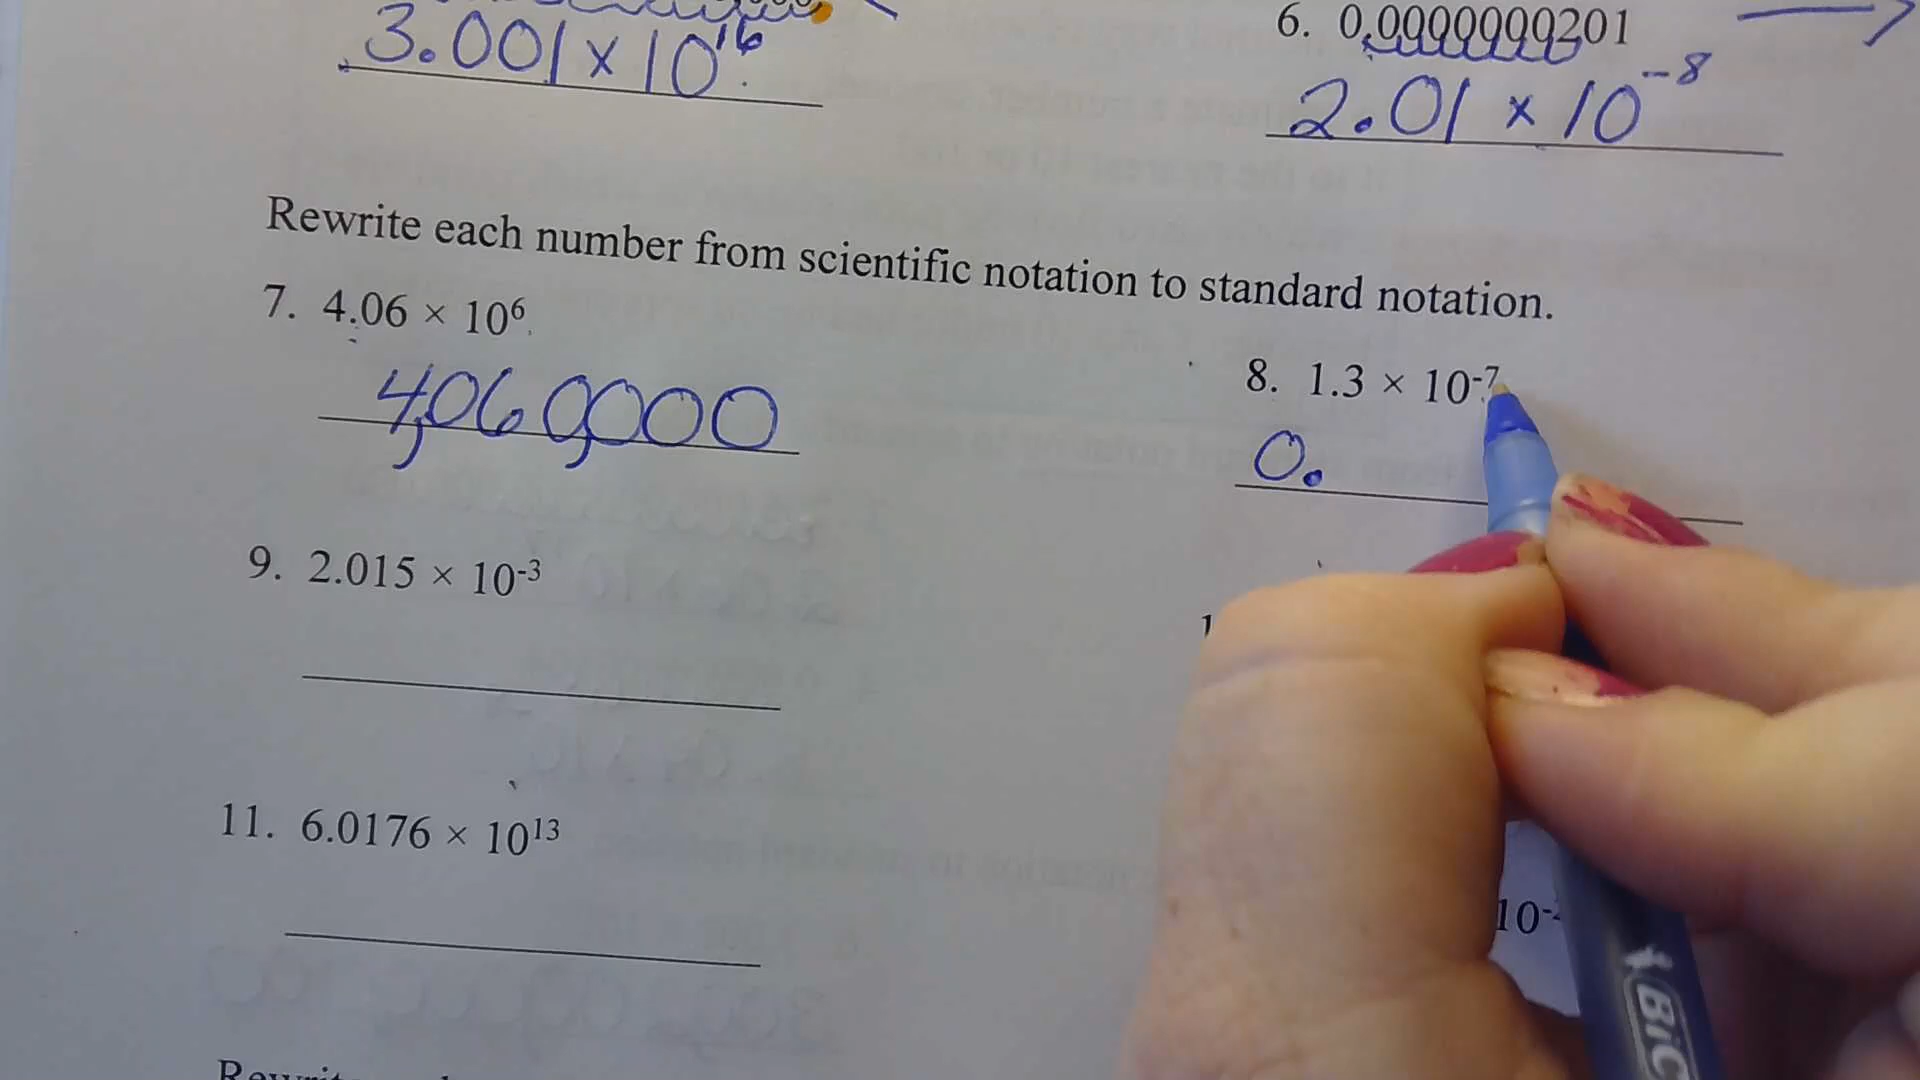 3.001 x 10^16
6. 0.0000000201
2.01 x 10^-8
Rewrite each number from scientific notation to standard notation.
7. 4.06 × 10^6
4,060,000
8. 1.3 × 10^-7
0.
9. 2.015 × 10^-3
11. 6.0176 × 10^13
10^-
BiC